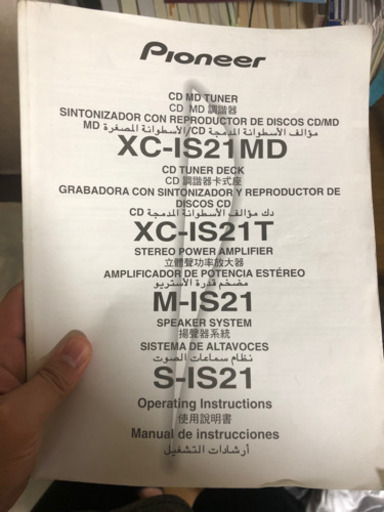 Pioneer
CD MD TUNER
CD MD 調諧器
SINTONIZADOR CON REPRODUCTOR DE DISCOS CD/MD
مؤالف الأسطوانة المدمجة CD/الأسطوانة المصغرة MD
XC-IS21MD
CD TUNER DECK
CD 調諧器卡式座
GRABADORA CON SINTONIZADOR Y REPRODUCTOR DE
DISCOS CD
دك مؤالف الأسطوانة المدمجة CD
XC-IS21T
STEREO POWER AMPLIFIER
立體聲功率放大器
AMPLIFICADOR DE POTENCIA ESTÉREO
مضخم قدرة الأستريو
M-IS21
SPEAKER SYSTEM
揚聲器系統
SISTEMA DE ALTAVOCES
نظام سماعات الصوت
S-IS21
Operating Instructions
使用說明書
Manual de instrucciones
أرشادات التشغيل